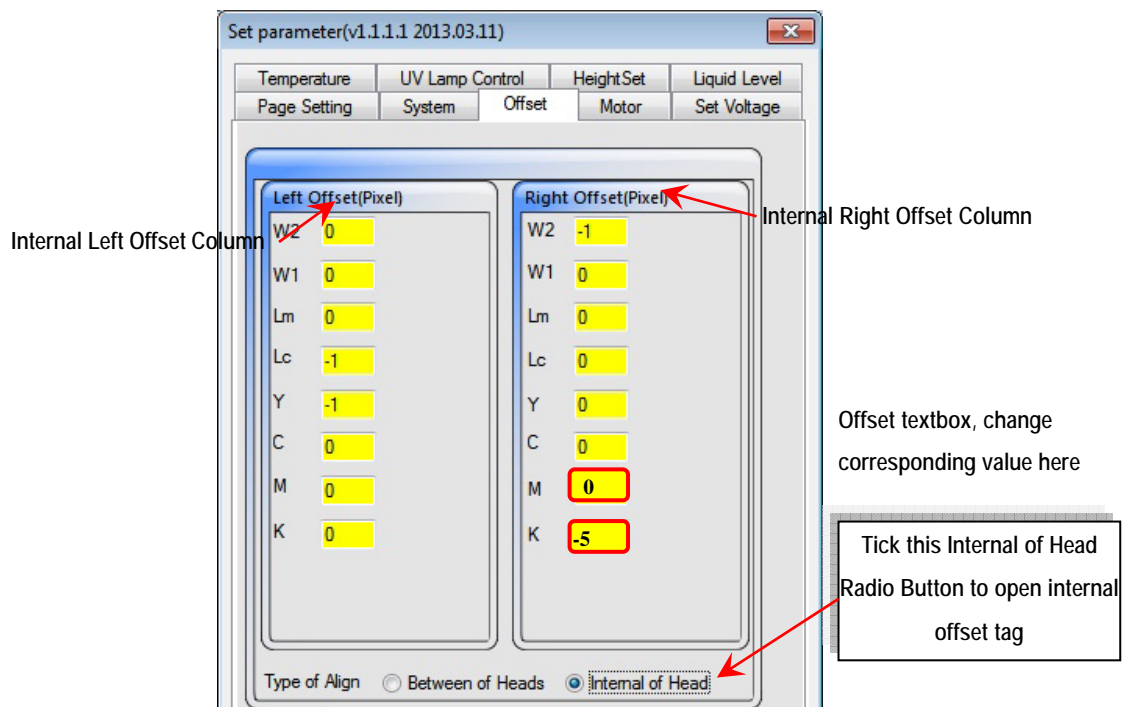 Set parameter(v1.1.1.1 2013.03.11)
Temperature UV Lamp Control HeightSet Liquid Level
Page Setting System Offset Motor Set Voltage
Left Offset(Pixel)
W2 0
W1 0
Lm 0
Lc -1
Y -1
C 0
M 0
K 0
Right Offset(Pixel)
W2 -1
W1 0
Lm 0
Lc 0
Y 0
C 0
M 0
K -5
Type of Align Between of Heads Internal of Head
Internal Left Offset Column
Internal Right Offset Column
Offset textbox, change
corresponding value here
Tick this Internal of Head
Radio Button to open internal
offset tag